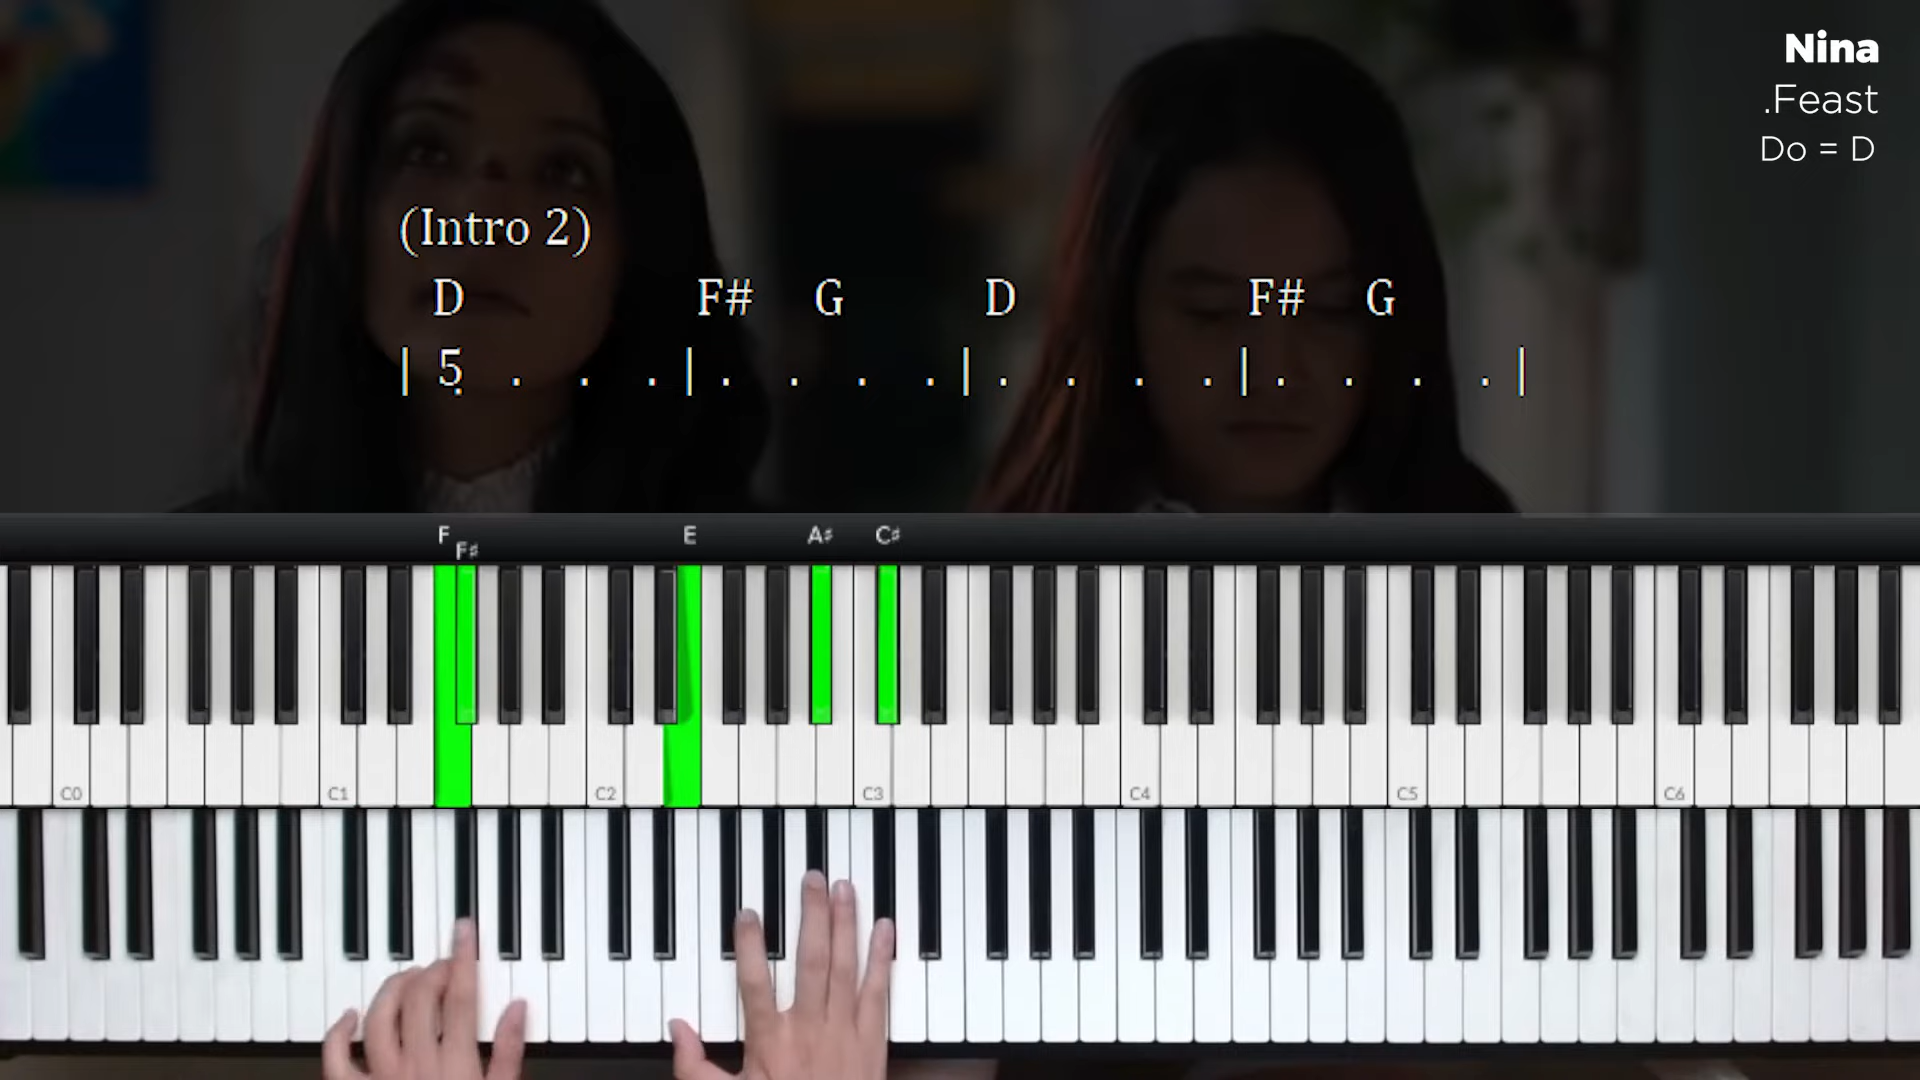 Nina
.Feast
Do = D
(Intro 2)
D F# G D F# G
| 5̣ . . . | . . . . | . . . . | . . . . |
F F♯ E A♯ C♯
C0 C1 C2 C3 C4 C5 C6